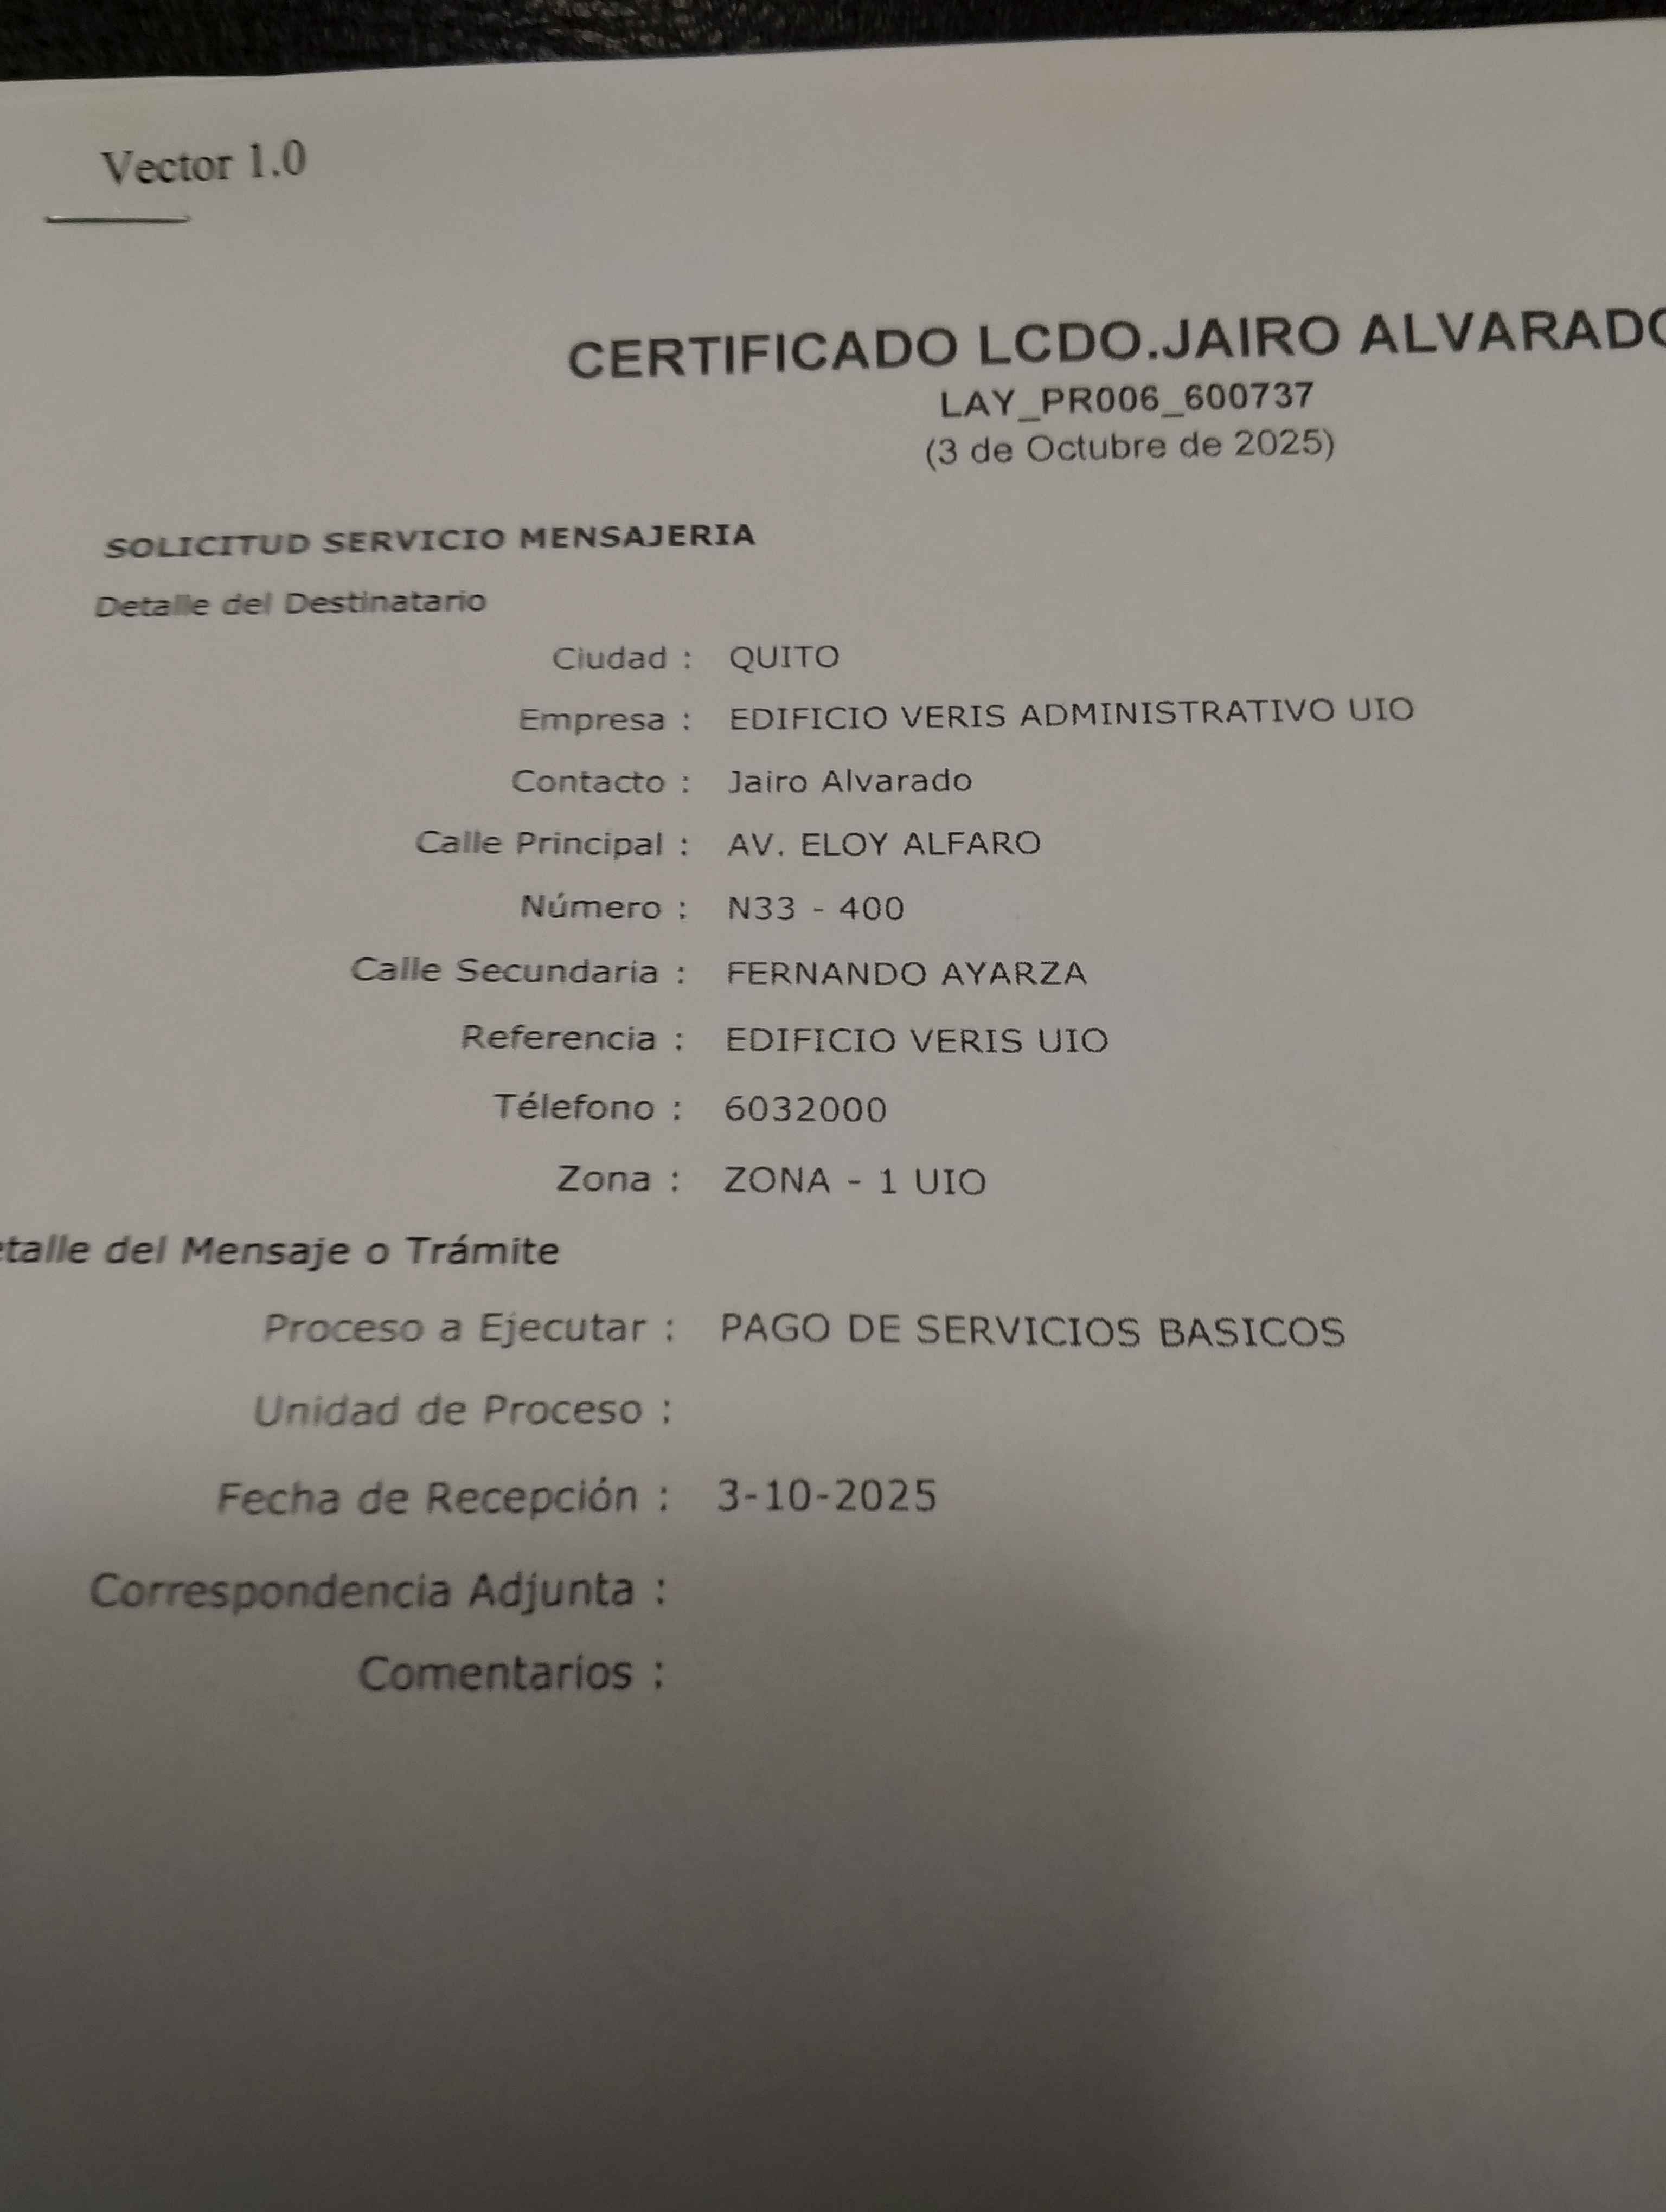 Vector 1.0
CERTIFICADO LCDO.JAIRO ALVARADO
LAY_PR006_600737
(3 de Octubre de 2025)
SOLICITUD SERVICIO MENSAJERIA
Detalle del Destinatario
Ciudad : QUITO
Empresa : EDIFICIO VERIS ADMINISTRATIVO UIO
Contacto : Jairo Alvarado
Calle Principal : AV. ELOY ALFARO
Número : N33 - 400
Calle Secundaria : FERNANDO AYARZA
Referencia : EDIFICIO VERIS UIO
Télefono : 6032000
Zona : ZONA - 1 UIO
etalle del Mensaje o Trámite
Proceso a Ejecutar : PAGO DE SERVICIOS BASICOS
Unidad de Proceso :
Fecha de Recepción : 3-10-2025
Correspondencia Adjunta :
Comentarios :